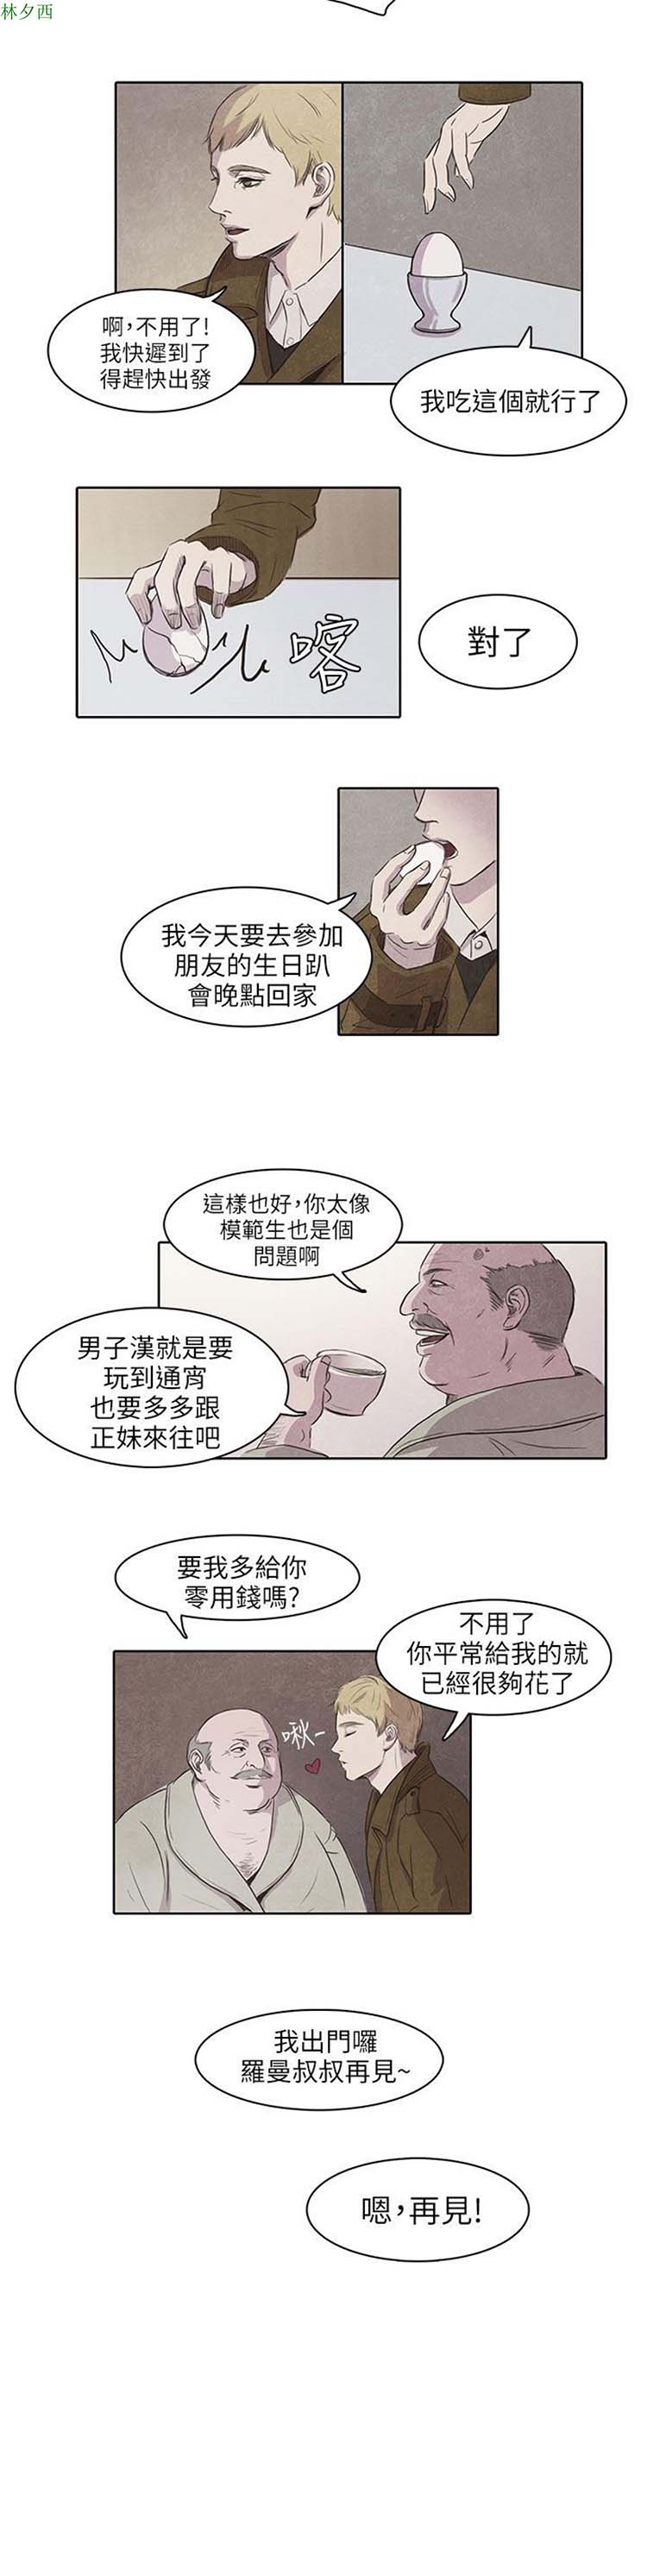 林夕西
啊，不用了!
我快遲到了
得趕快出發
我吃這個就行了
喀
對了
我今天要去參加
朋友的生日趴
會晚點回家
這樣也好，你太像
模範生也是個
問題啊
男子漢就是要
玩到通宵
也要多多跟
正妹來往吧
要我多給你
零用錢嗎?
不用了
你平常給我的就
已經很夠花了
啾~
我出門囉
羅曼叔叔再見~
嗯，再見!